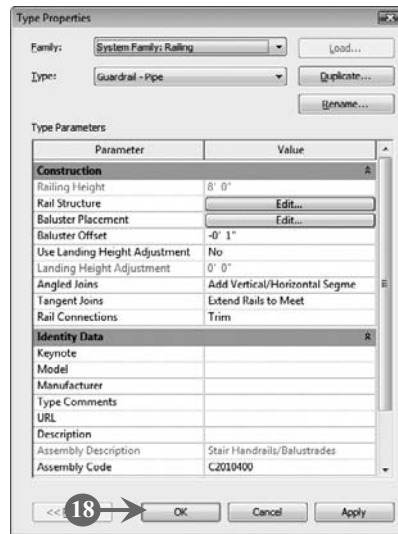 Type Properties
Family: System Family: Railing Load...
Type: Guardrail - Pipe Duplicate...
Rename...
Type Parameters
Parameter Value
Construction
Railing Height 8' 0"
Rail Structure Edit...
Baluster Placement Edit...
Baluster Offset -0' 1"
Use Landing Height Adjustment No
Landing Height Adjustment 0' 0"
Angled Joins Add Vertical/Horizontal Segme
Tangent Joins Extend Rails to Meet
Rail Connections Trim
Identity Data
Keynote
Model
Manufacturer
Type Comments
URL
Description
Assembly Description Stair Handrails/Balustrades
Assembly Code C2010400
<< 18 OK Cancel Apply